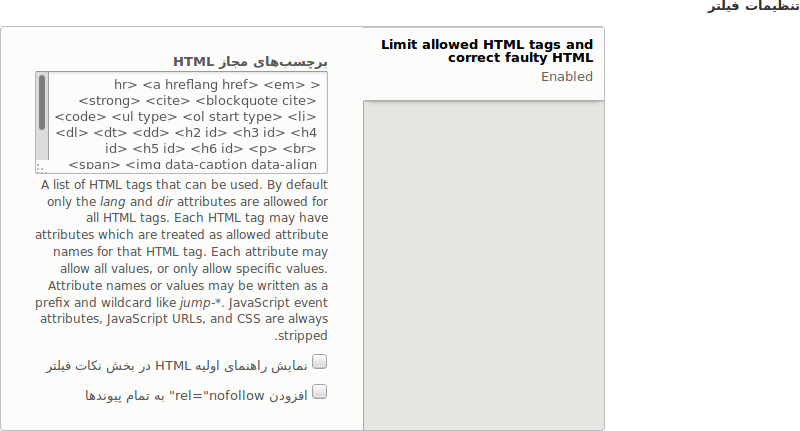 تنظیمات فیلتر
Limit allowed HTML tags and
correct faulty HTML
Enabled
برچسب‌های مجاز HTML
hr> <a hreflang href> <em> <
<strong> <cite> <blockquote cite>
<code> <ul type> <ol start type> <li>
<dl> <dt> <dd> <h2 id> <h3 id> <h4
id> <h5 id> <h6 id> <p> <br>
<span> <img data-caption data-align
A list of HTML tags that can be used. By default
only the lang and dir attributes are allowed for
all HTML tags. Each HTML tag may have
attributes which are treated as allowed attribute
names for that HTML tag. Each attribute may
allow all values, or only allow specific values.
Attribute names or values may be written as a
prefix and wildcard like jump-*. JavaScript event
attributes, JavaScript URLs, and CSS are always
.stripped
نمایش راهنمای اولیه HTML در بخش نکات فیلتر
افزودن rel="nofollow" به تمام پیوندها